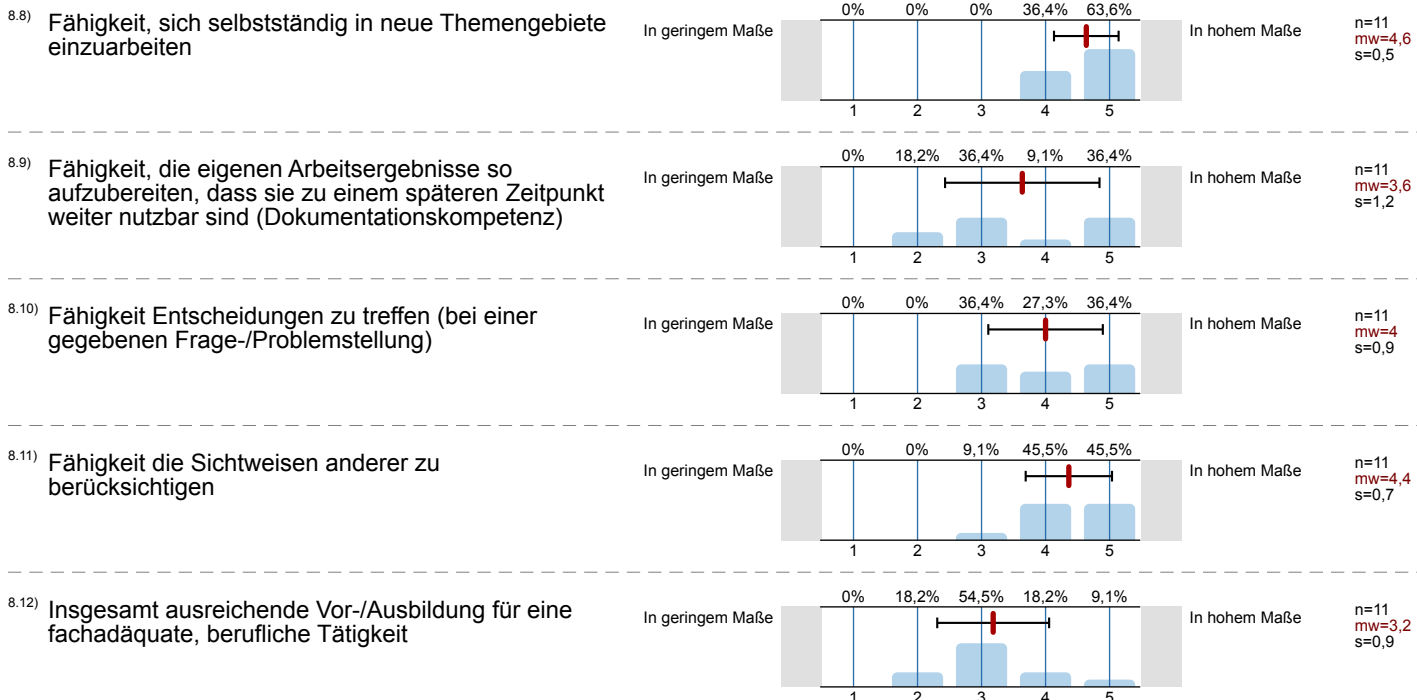 8.8) Fähigkeit, sich selbstständig in neue Themengebiete
einzuarbeiten
0% 0% 0% 36,4% 63,6%
In geringem Maße
In hohem Maße
n=11
mw=4,6
s=0,5
1 2 3 4 5
8.9) Fähigkeit, die eigenen Arbeitsergebnisse so
aufzubereiten, dass sie zu einem späteren Zeitpunkt
weiter nutzbar sind (Dokumentationskompetenz)
0% 18,2% 36,4% 9,1% 36,4%
In geringem Maße
In hohem Maße
n=11
mw=3,6
s=1,2
1 2 3 4 5
8.10) Fähigkeit Entscheidungen zu treffen (bei einer
gegebenen Frage-/Problemstellung)
0% 0% 36,4% 27,3% 36,4%
In geringem Maße
In hohem Maße
n=11
mw=4
s=0,9
1 2 3 4 5
8.11) Fähigkeit die Sichtweisen anderer zu
berücksichtigen
0% 0% 9,1% 45,5% 45,5%
In geringem Maße
In hohem Maße
n=11
mw=4,4
s=0,7
1 2 3 4 5
8.12) Insgesamt ausreichende Vor-/Ausbildung für eine
fachadäquate, berufliche Tätigkeit
0% 18,2% 54,5% 18,2% 9,1%
In geringem Maße
In hohem Maße
n=11
mw=3,2
s=0,9
1 2 3 4 5